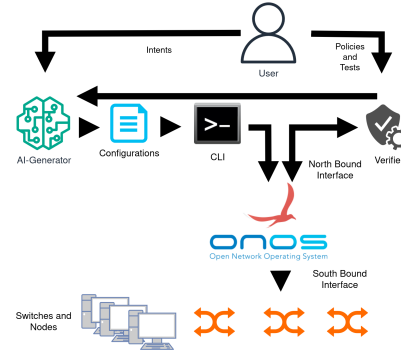 Intents
User
Policies
and
Tests
AI-Generator
Configurations
>_
CLI
Verifie
North Bound
Interface
onos
Open Network Operating System
South Bound
Interface
Switches and
Nodes